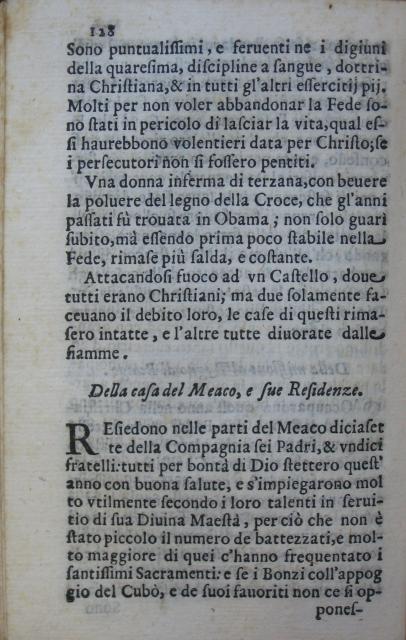 128
Sono puntualiſſimi, e feruenti ne i digiuni
della quareſima, diſcipline a ſangue, dottri-
na Chriſtiana,& in tutti gl'altri eſſercitij pij.
Molti per non voler abbandonar la Fede ſo-
no ſtati in pericolo di laſciar la vita,qual eſ-
ſi haurebbono volentieri data per Chriſto;ſe
i perſecutori non ſi foſſero pentiti.
Vna donna inferma di terzana,con beuere
la poluere del legno della Croce, che gl'anni
paſſati fù trouata in Obama; non ſolo guarì
ſubito,mà eſſendo prima poco ſtabile nella
Fede, rimaſe più ſalda, e coſtante.
Attacandoſi fuoco ad vn Caſtello, doue
tutti erano Chriſtiani; ma due ſolamente fa-
ceuano il debito loro, le caſe di queſti rima-
ſero intatte, e l'altre tutte diuorate dalle
fiamme.
Della caſa del Meaco, e ſue Reſidenze.
REſiedono nelle parti del Meaco diciaſet
te della Compagnia ſei Padri,& vndici
fratelli:tutti per bontà di Dio ſtettero queſt'
anno con buona ſalute, e s'impiegarono mol
to vtilmente ſecondo i loro talenti in ſerui-
tio di ſua Diuina Maeſtà, per ciò che non è
ſtato piccolo il numero de battezzati,e mol-
to maggiore di quei c'hanno frequentato i
ſantiſſimi Sacramenti: e ſe i Bonzi coll'appog
gio del Cubò, e de ſuoi fauoriti non ce ſi op-
poneſ-